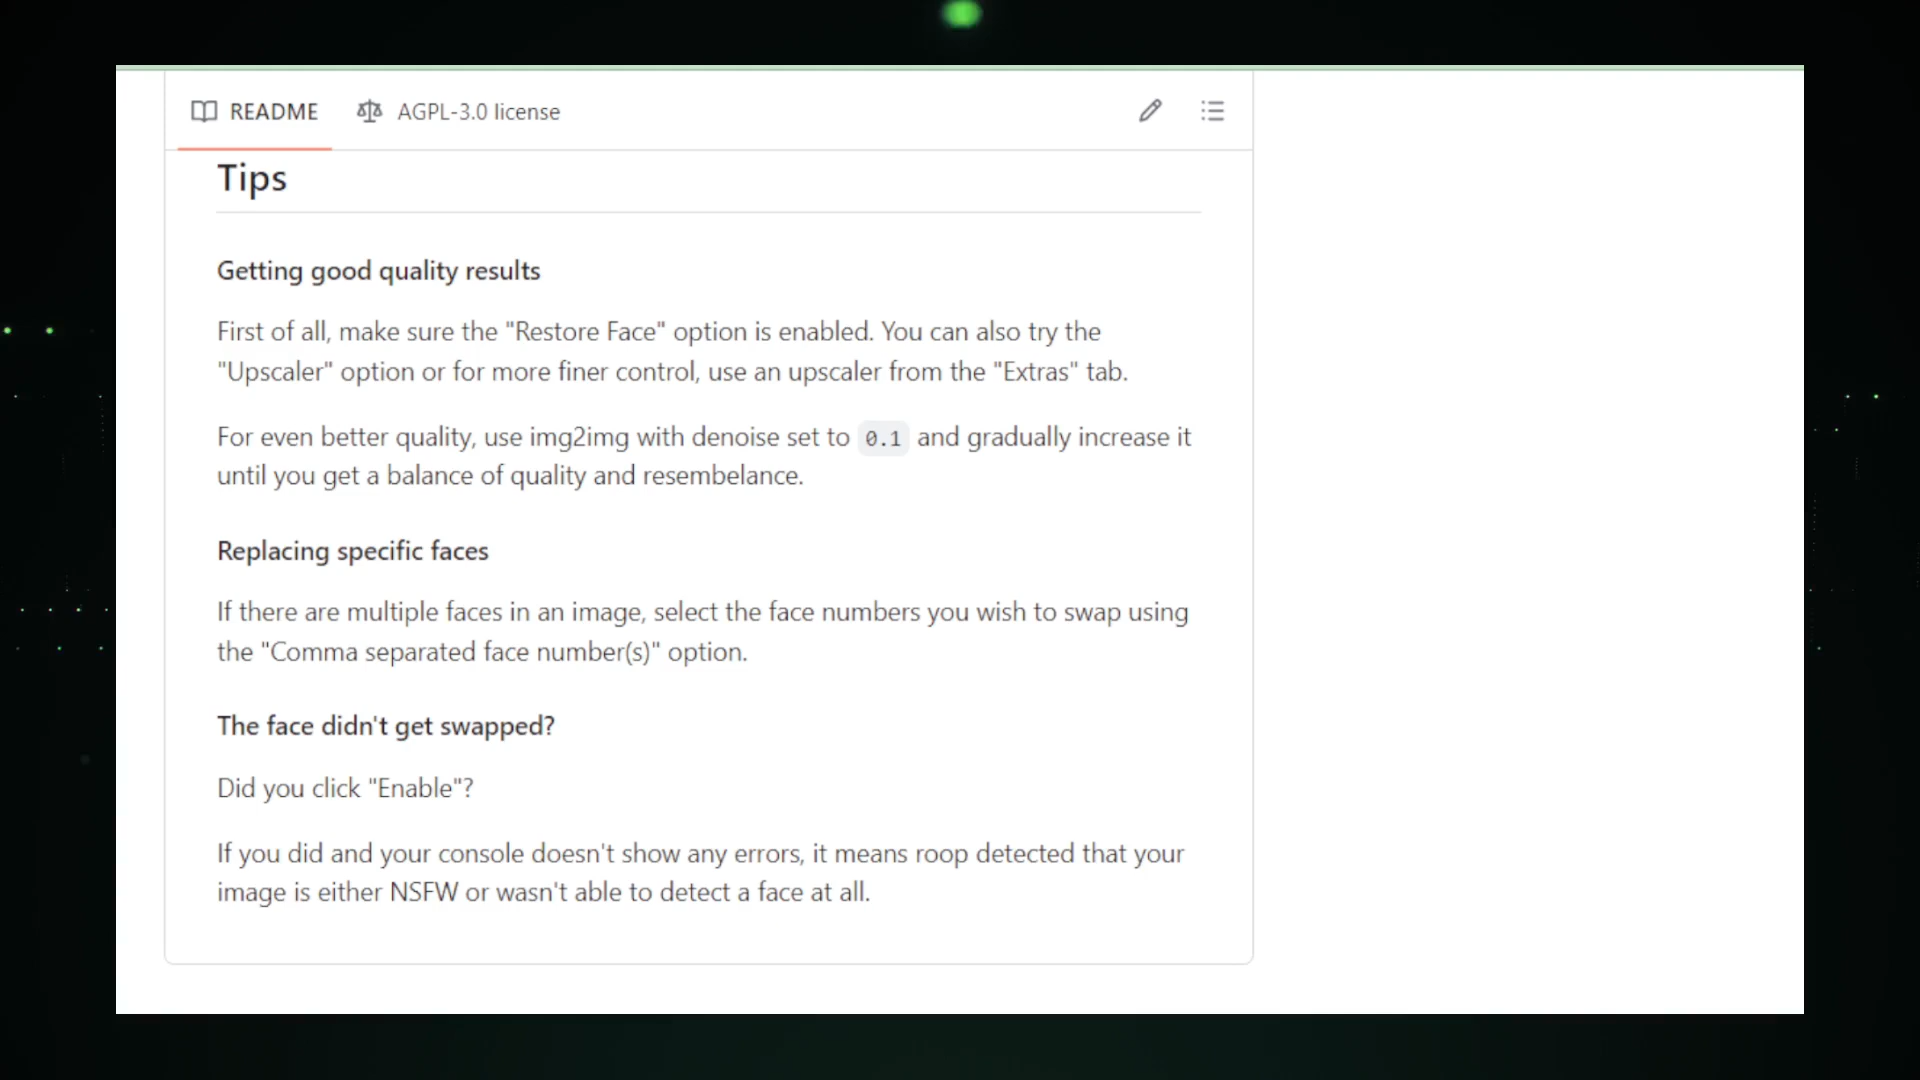 README
AGPL-3.0 license
Tips
Getting good quality results
First of all, make sure the "Restore Face" option is enabled. You can also try the
"Upscaler" option or for more finer control, use an upscaler from the "Extras" tab.
For even better quality, use img2img with denoise set to 0.1 and gradually increase it
until you get a balance of quality and resembelance.
Replacing specific faces
If there are multiple faces in an image, select the face numbers you wish to swap using
the "Comma separated face number(s)" option.
The face didn't get swapped?
Did you click "Enable"?
If you did and your console doesn't show any errors, it means roop detected that your
image is either NSFW or wasn't able to detect a face at all.